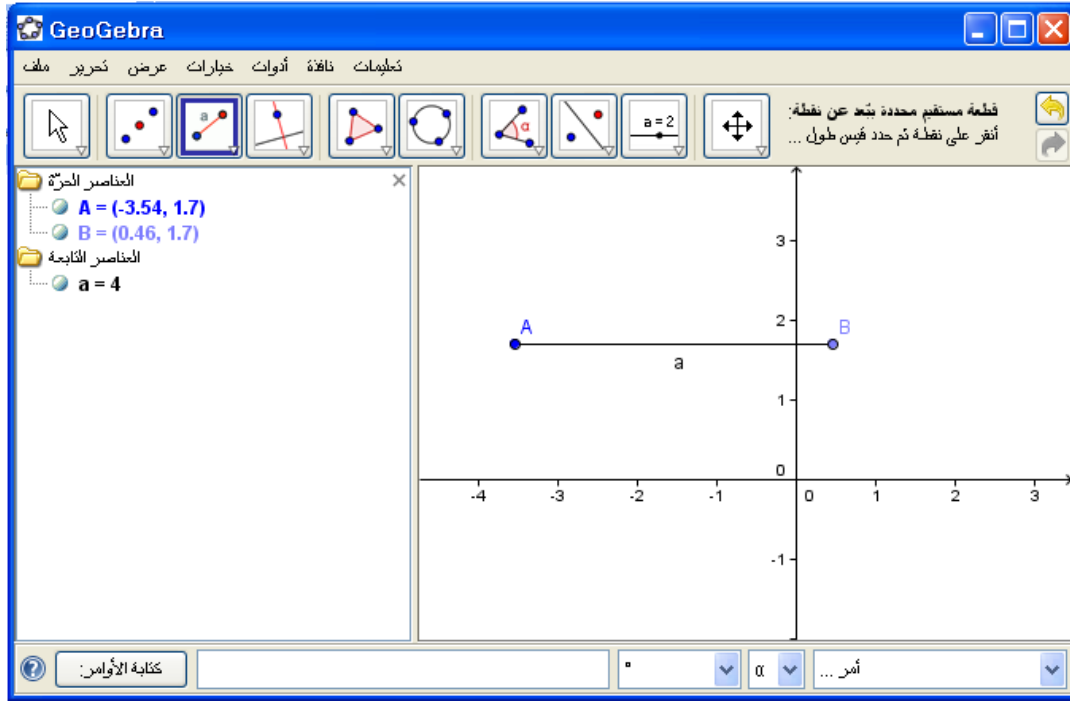 GeoGebra
ملف تحرير عرض خيارات أدوات نافذة تعليمات
a
α
a = 2
قطعة مستقيم محددة ببُعد عن نقطة:
أنقر على نقطة ثم حدد قيس طول ...
العناصر الحرّة
A = (-3.54, 1.7)
B = (0.46, 1.7)
العناصر التابعة
a = 4
3
2
A
B
a
1
0
-4 -3 -2 -1 0 1 2 3
-1
كتابة الأوامر:
°
α
أمر ...